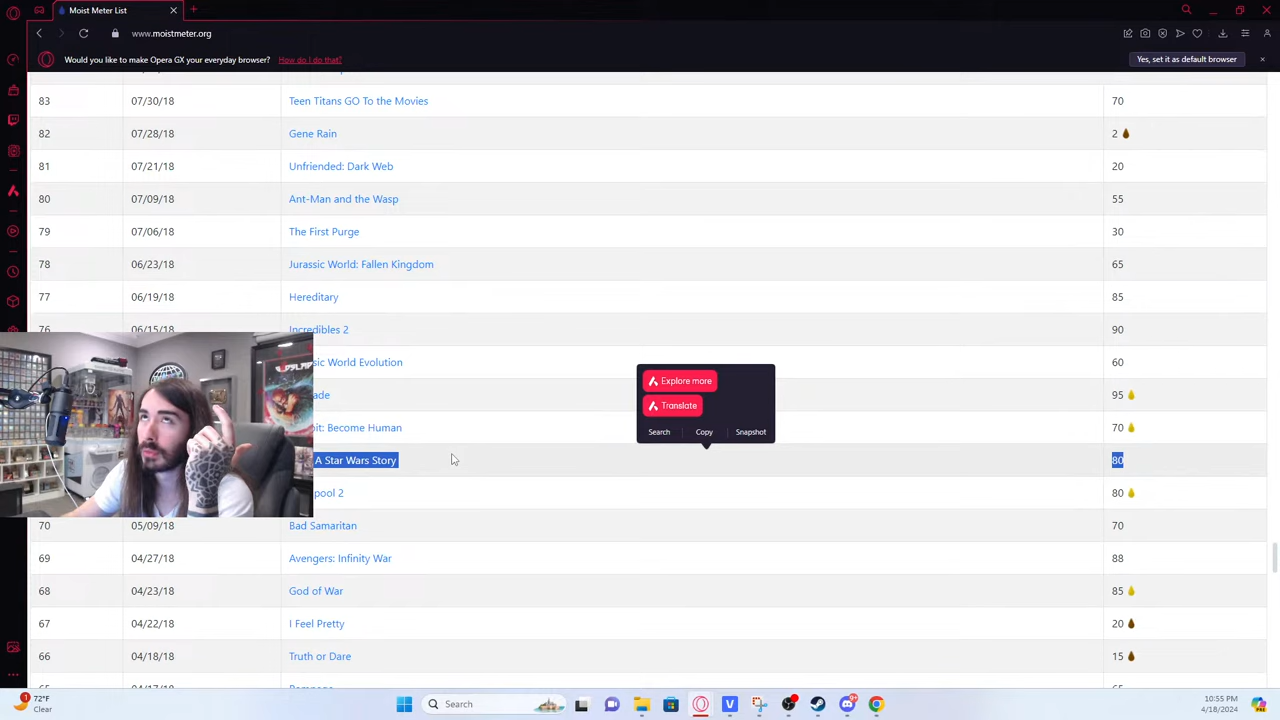 Moist Meter List
www.moistmeter.org
Would you like to make Opera GX your everyday browser? How do I do that? Yes, set it as default browser
83 07/30/18 Teen Titans GO To the Movies 70
82 07/28/18 Gene Rain 2
81 07/21/18 Unfriended: Dark Web 20
80 07/09/18 Ant-Man and the Wasp 55
79 07/06/18 The First Purge 30
78 06/23/18 Jurassic World: Fallen Kingdom 65
77 06/19/18 Hereditary 85
76 06/15/18 Incredibles 2 90
World Evolution 60
95
Become Human 70
A Star Wars Story 80
2 80
70 05/09/18 Bad Samaritan 70
69 04/27/18 Avengers: Infinity War 88
68 04/23/18 God of War 85
67 04/22/18 I Feel Pretty 20
66 04/18/18 Truth or Dare 15
Explore more
Translate
Search Copy Snapshot
1 72°F
Clear
Search
10:55 PM
4/18/2024